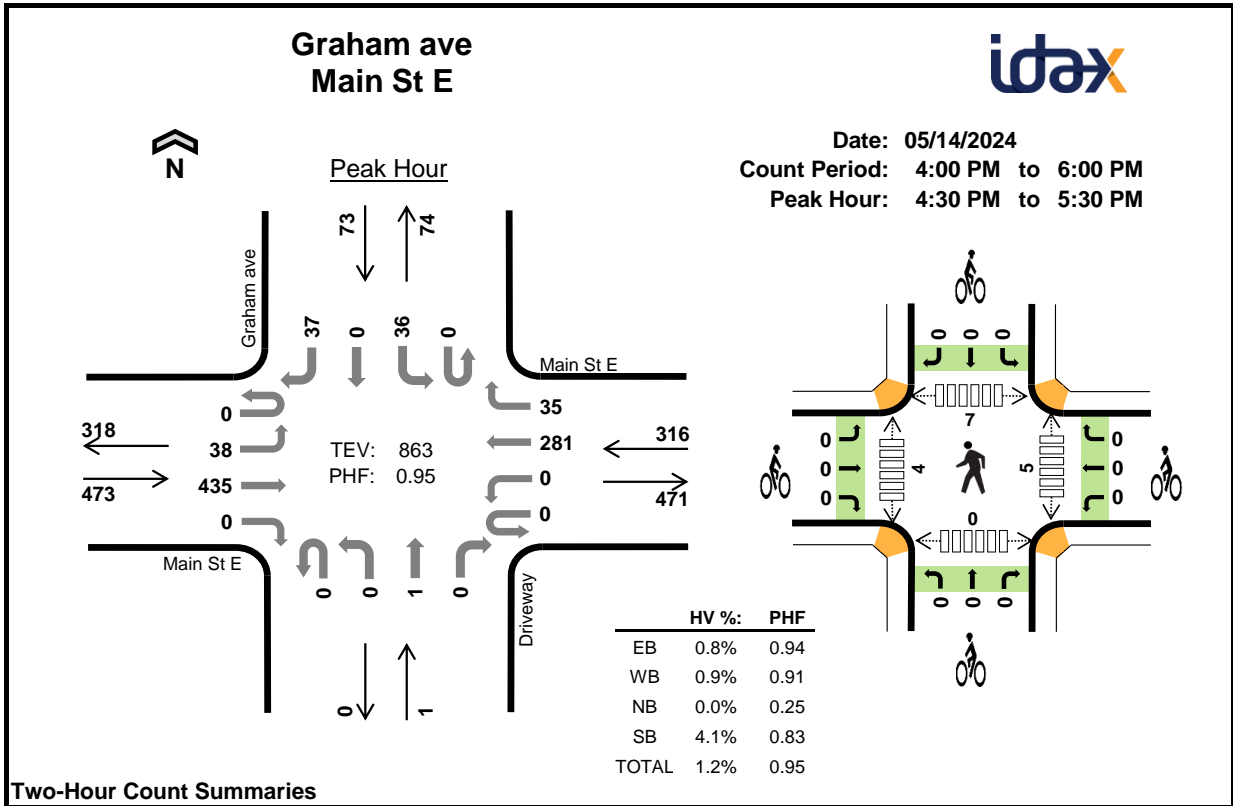 Graham ave
Main St E
idax
N
Peak Hour
Date: 05/14/2024
Count Period: 4:00 PM to 6:00 PM
Peak Hour: 4:30 PM to 5:30 PM
73
74
Graham ave
37
0
36
0
Main St E
0
38
435
0
318
473
TEV: 863
PHF: 0.95
35
281
0
0
316
471
Main St E
0
0
1
0
Driveway
0
1
0
0
0
7
0
0
0
4
5
0
0
0
0
0
0
0
HV %: PHF
EB 0.8% 0.94
WB 0.9% 0.91
NB 0.0% 0.25
SB 4.1% 0.83
TOTAL 1.2% 0.95
Two-Hour Count Summaries